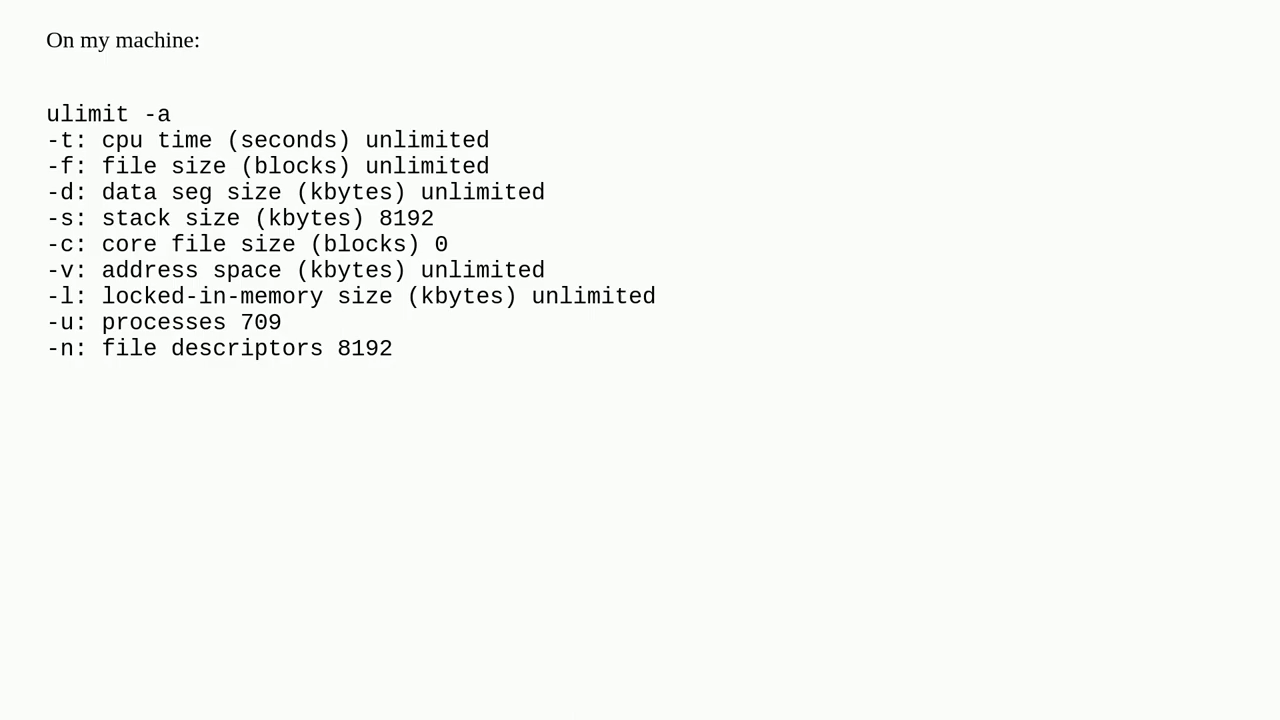 On my machine:
ulimit -a
-t: cpu time (seconds) unlimited
-f: file size (blocks) unlimited
-d: data seg size (kbytes) unlimited
-s: stack size (kbytes) 8192
-c: core file size (blocks) 0
-v: address space (kbytes) unlimited
-l: locked-in-memory size (kbytes) unlimited
-u: processes 709
-n: file descriptors 8192